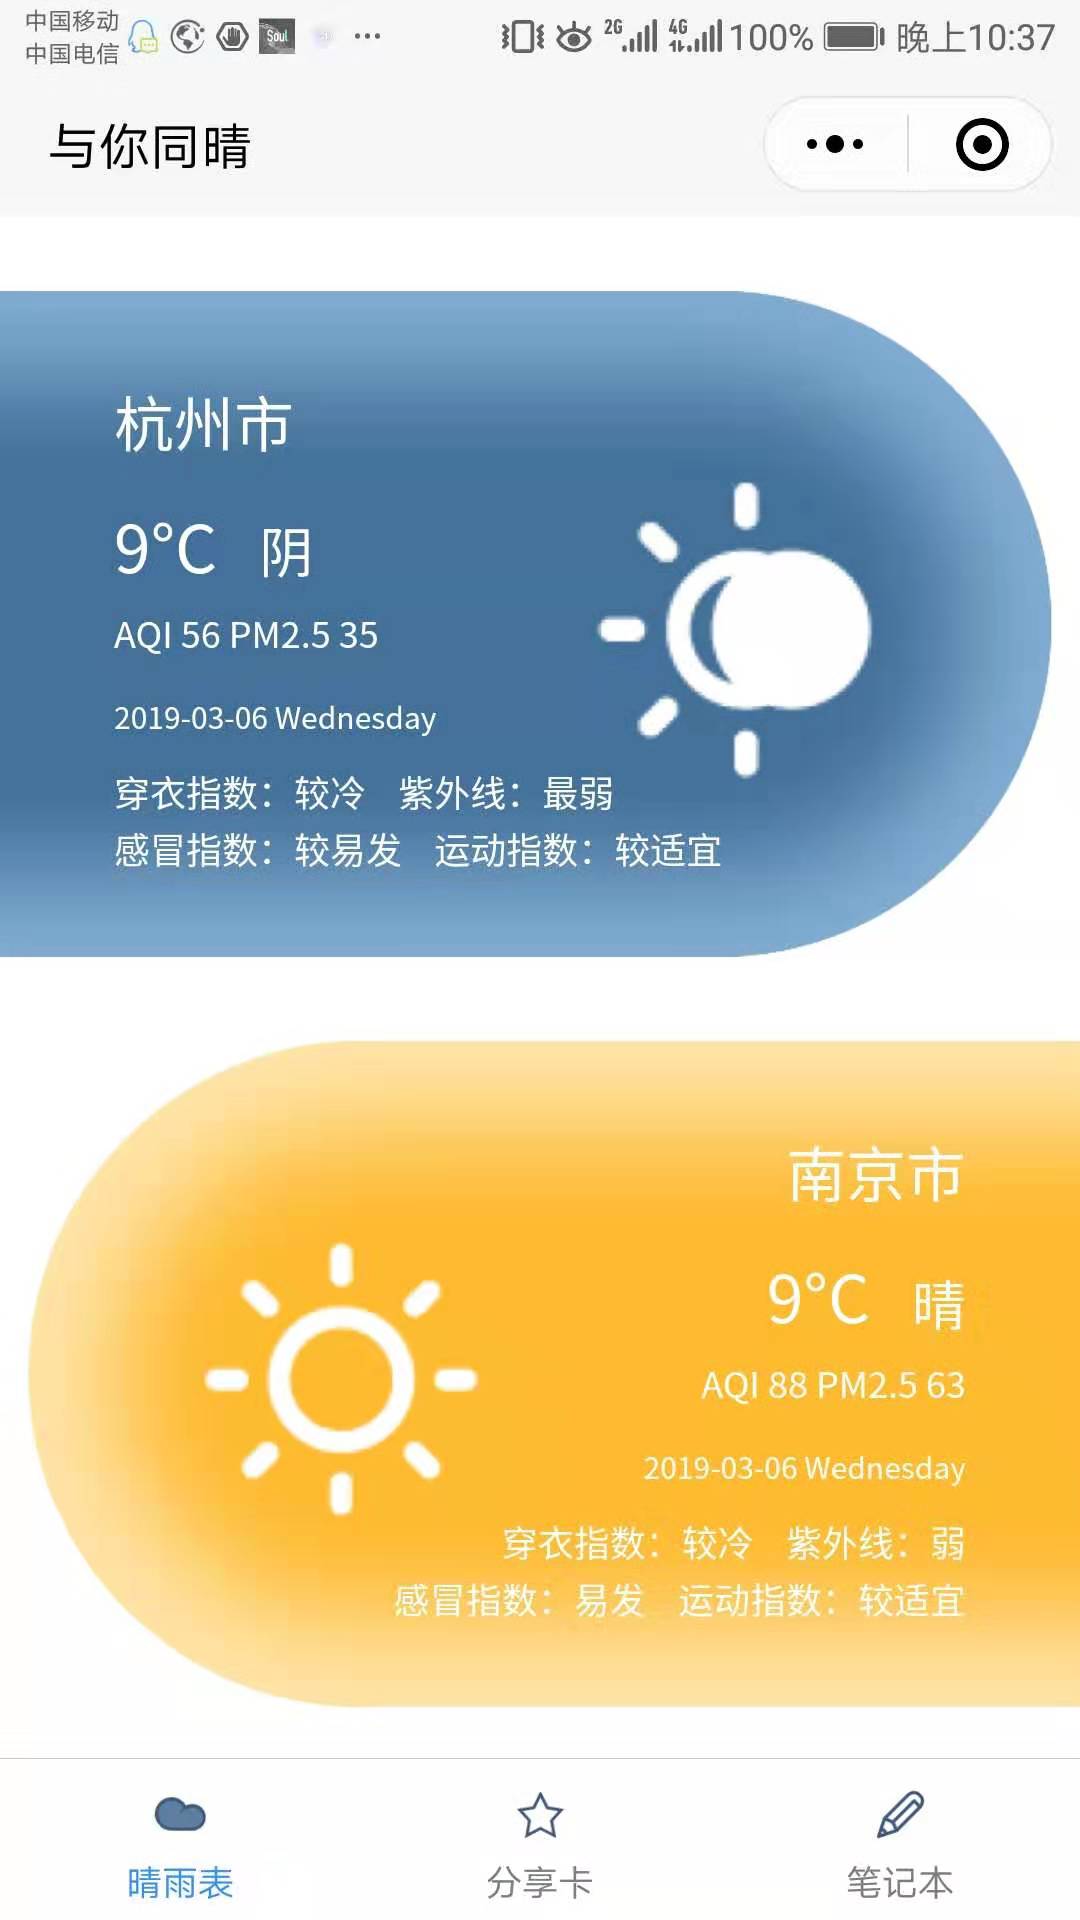 中国移动
中国电信
Soul
2G
4G
100%
晚上10:37
与你同晴
杭州市
9°C 阴
AQI 56 PM2.5 35
2019-03-06 Wednesday
穿衣指数：较冷 紫外线：最弱
感冒指数：较易发 运动指数：较适宜
南京市
9°C 晴
AQI 88 PM2.5 63
2019-03-06 Wednesday
穿衣指数：较冷 紫外线：弱
感冒指数：易发 运动指数：较适宜
晴雨表
分享卡
笔记本